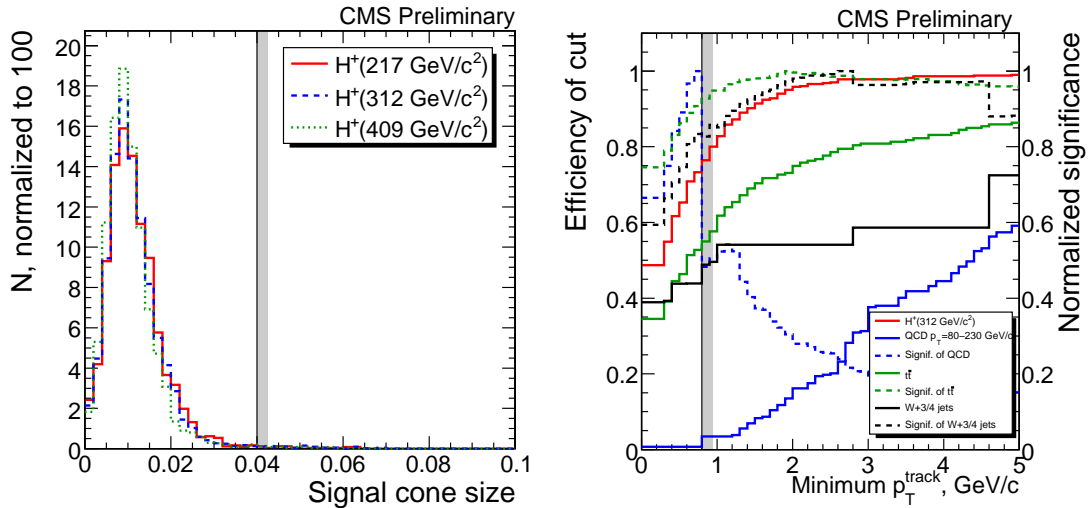 CMS Preliminary
N, normalized to 100
20
18
16
14
12
10
8
6
4
2
0
H+(217 GeV/c2)
H+(312 GeV/c2)
H+(409 GeV/c2)
0 0.02 0.04 0.06 0.08 0.1
Signal cone size
CMS Preliminary
Efficiency of cut
1
0.8
0.6
0.4
0.2
0
Normalized significance
1
0.8
0.6
0.4
0.2
0
H+(312 GeV/c2)
QCD pT=80–230 GeV/c
Signif. of QCD
tt
Signif. of tt
W+3/4 jets
Signif. of W+3/4 jets
0 1 2 3 4 5
Minimum pTtrack, GeV/c